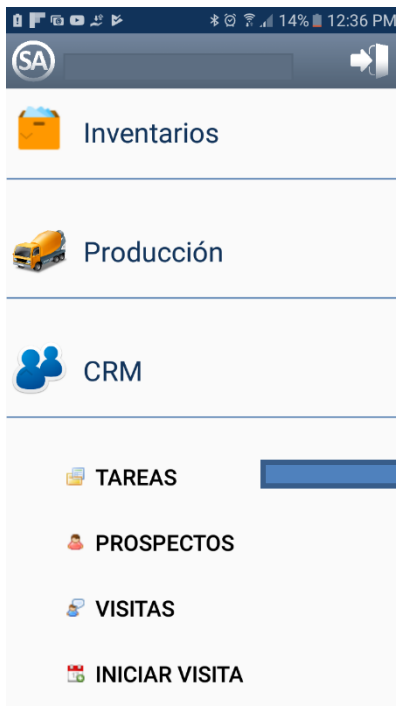 14% 12:36 PM
SA
Inventarios
Producción
CRM
TAREAS
PROSPECTOS
VISITAS
INICIAR VISITA